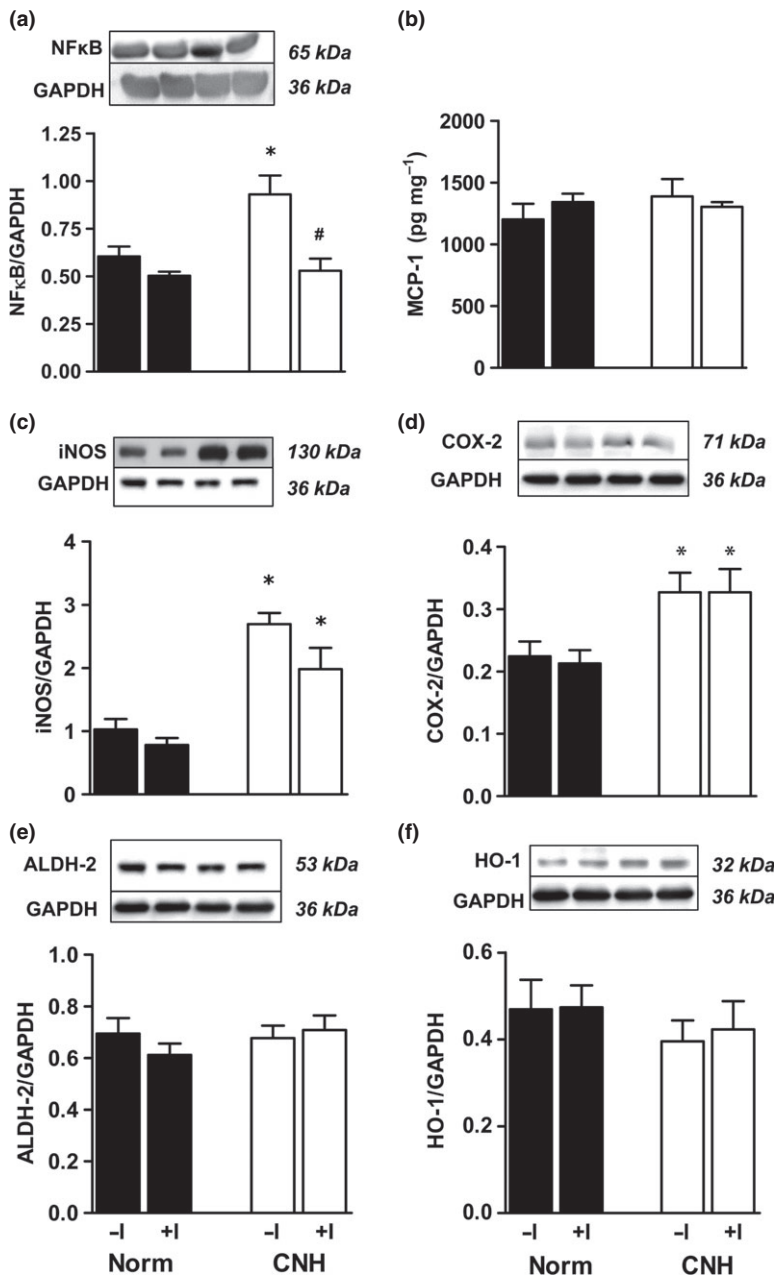 (a)
NFκB
65 kDa
GAPDH
36 kDa
1.25
1.00
0.75
0.50
0.25
0.00
NFκB/GAPDH
*
#
(b)
2000
1500
1000
500
0
MCP-1 (pg mg⁻¹)
(c)
iNOS
130 kDa
GAPDH
36 kDa
4
3
2
1
0
iNOS/GAPDH
*
*
(d)
COX-2
71 kDa
GAPDH
36 kDa
0.4
0.3
0.2
0.1
0.0
COX-2/GAPDH
*
*
(e)
ALDH-2
53 kDa
GAPDH
36 kDa
1.0
0.8
0.6
0.4
0.2
0.0
ALDH-2/GAPDH
–I +I –I +I
Norm CNH
(f)
HO-1
32 kDa
GAPDH
36 kDa
0.6
0.4
0.2
0.0
HO-1/GAPDH
–I +I –I +I
Norm CNH